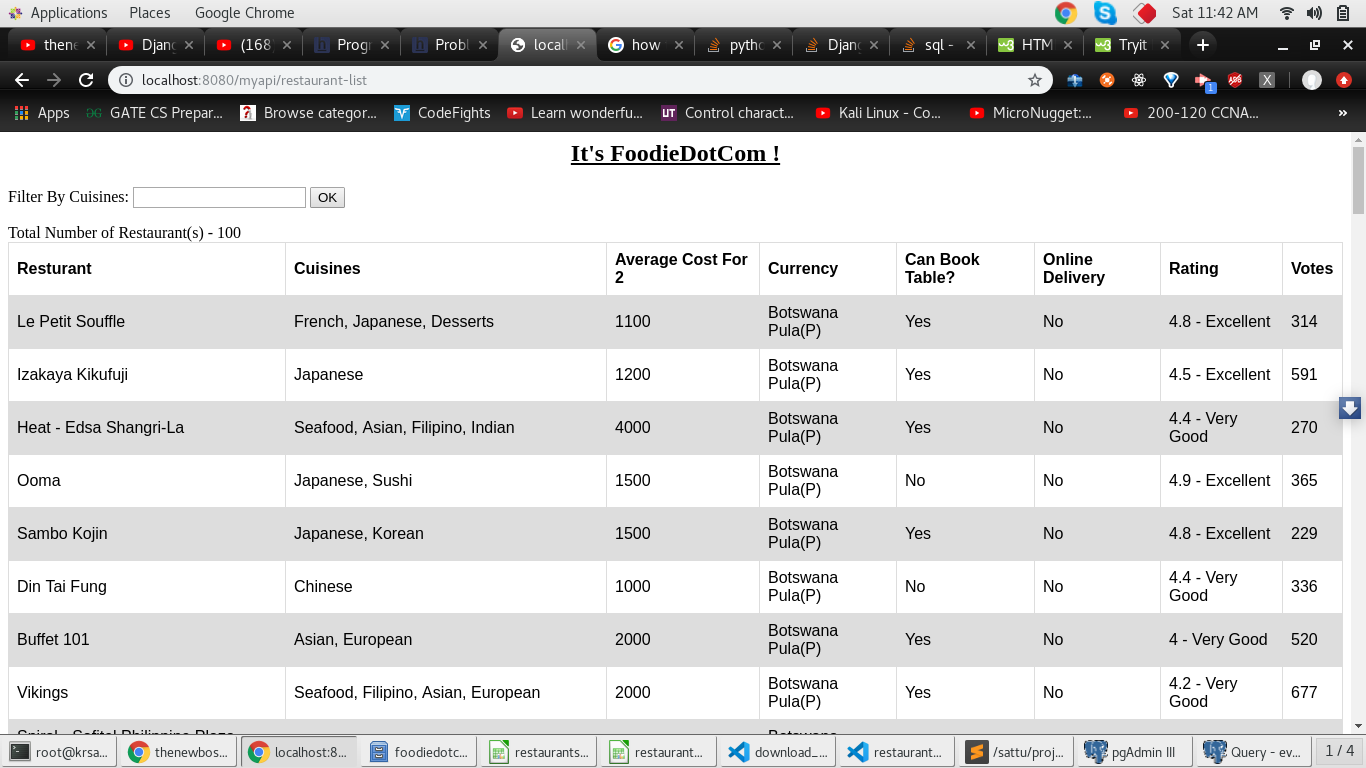 Applications Places Google Chrome Sat 11:42 AM
thene Djang (168) Progr Probl localh how pytho Djang sql - HTM Tryit
localhost:8080/myapi/restaurant-list
Apps GATE CS Prepar... Browse categor... CodeFights Learn wonderfu... Control charact... Kali Linux - Co... MicroNugget:... 200-120 CCNA... »
It's FoodieDotCom !
Filter By Cuisines: OK
Total Number of Restaurant(s) - 100
Resturant Cuisines Average Cost For 2 Currency Can Book Table? Online Delivery Rating Votes
Le Petit Souffle French, Japanese, Desserts 1100 Botswana Pula(P) Yes No 4.8 - Excellent 314
Izakaya Kikufuji Japanese 1200 Botswana Pula(P) Yes No 4.5 - Excellent 591
Heat - Edsa Shangri-La Seafood, Asian, Filipino, Indian 4000 Botswana Pula(P) Yes No 4.4 - Very Good 270
Ooma Japanese, Sushi 1500 Botswana Pula(P) No No 4.9 - Excellent 365
Sambo Kojin Japanese, Korean 1500 Botswana Pula(P) Yes No 4.8 - Excellent 229
Din Tai Fung Chinese 1000 Botswana Pula(P) No No 4.4 - Very Good 336
Buffet 101 Asian, European 2000 Botswana Pula(P) Yes No 4 - Very Good 520
Vikings Seafood, Filipino, Asian, European 2000 Botswana Pula(P) Yes No 4.2 - Very Good 677
root@krsa... thenewbos... localhost:8... foodiedotc... restaurants... restaurant... download_... restaurant... /sattu/proj... pgAdmin III Query - ev... 1 / 4